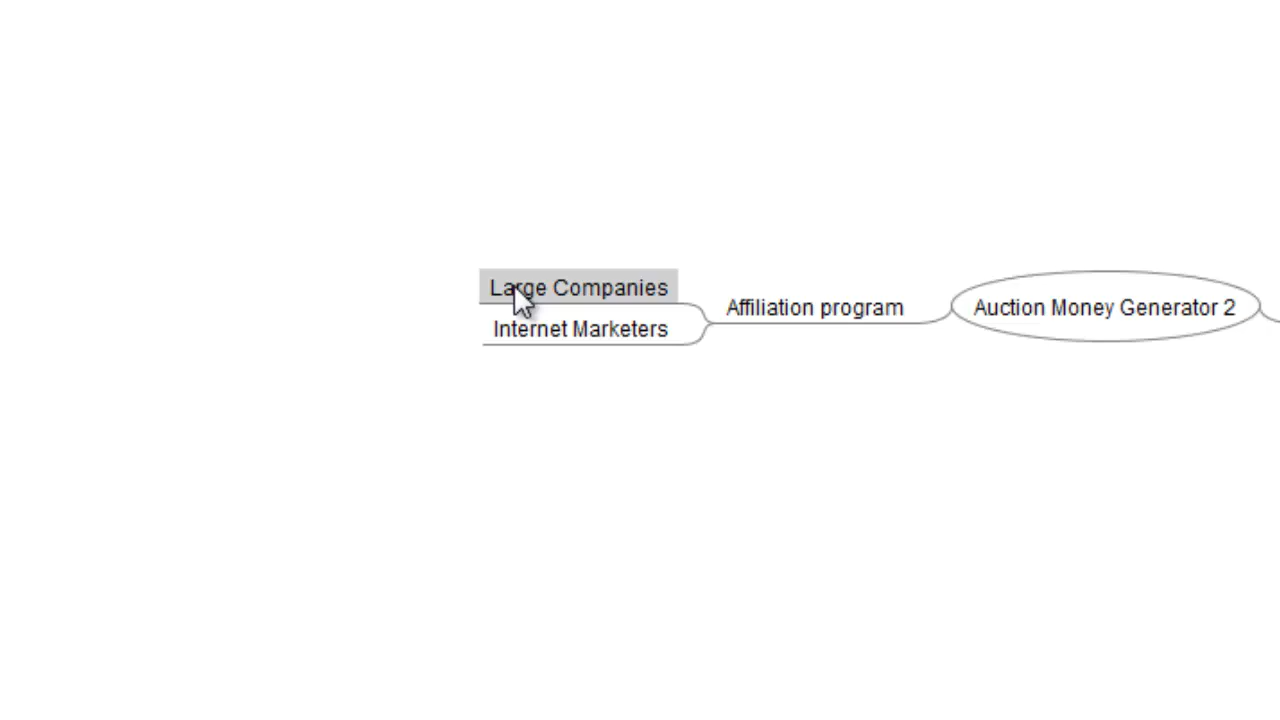 Large Companies
Internet Marketers
Affiliation program
Auction Money Generator 2